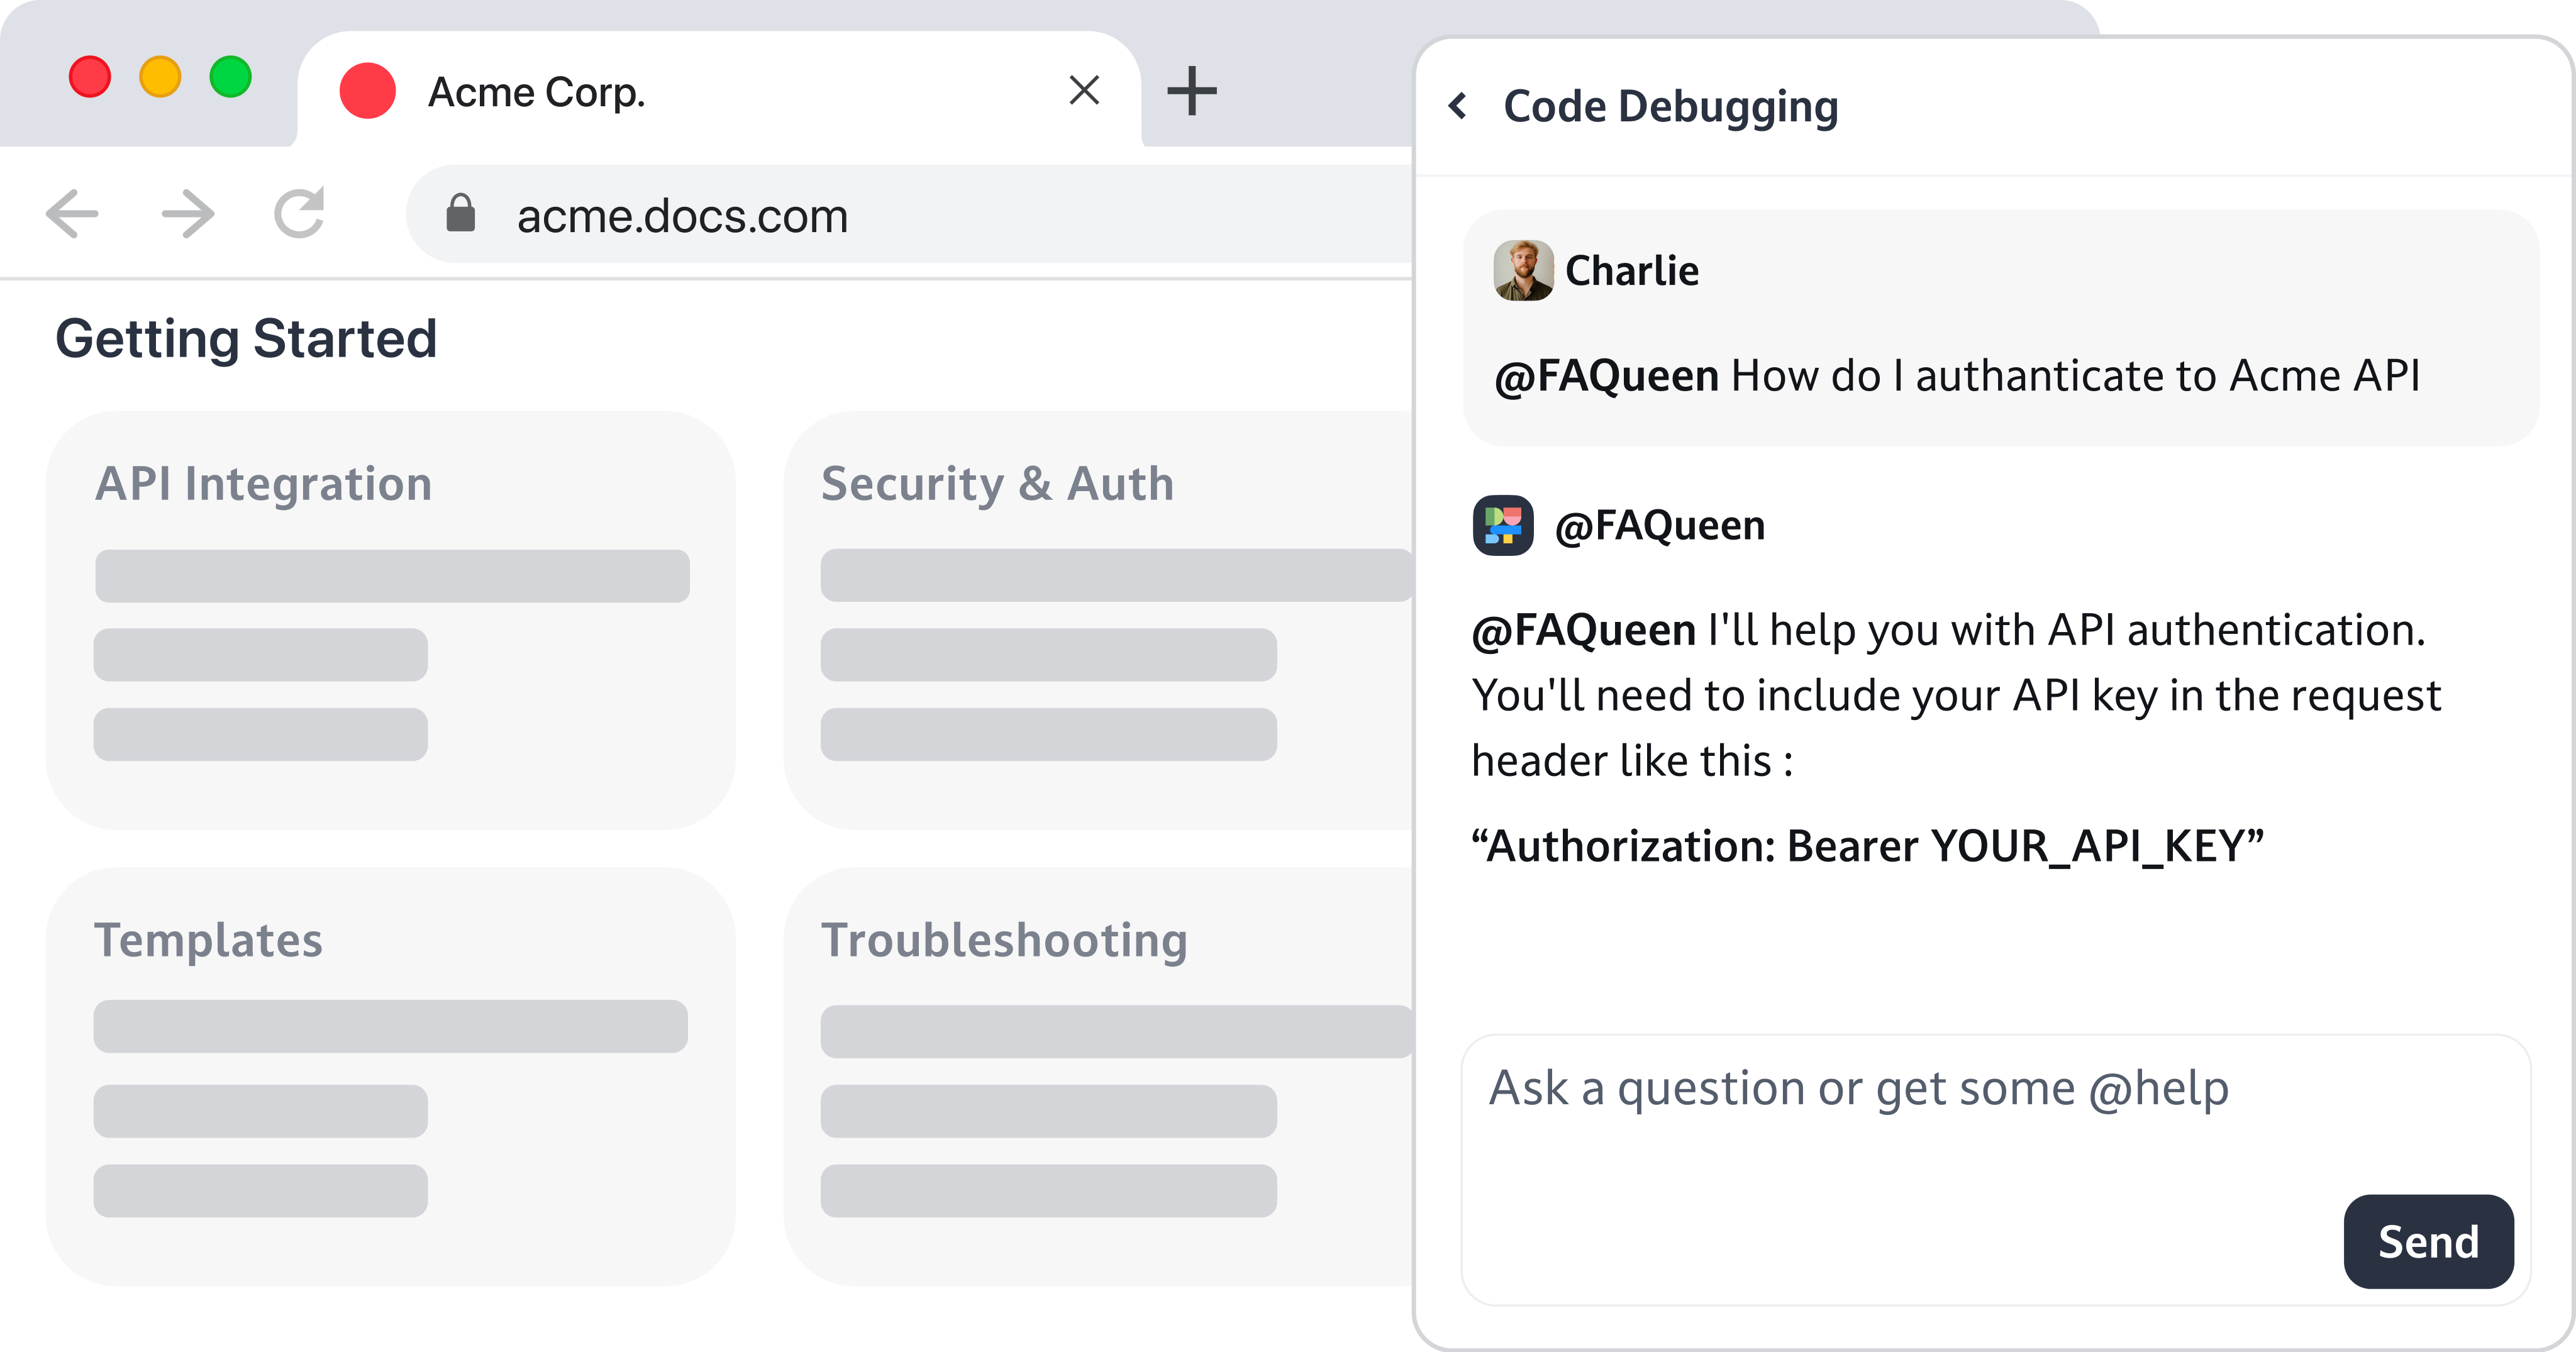 Acme Corp.
acme.docs.com
Getting Started
API Integration
Security & Auth
Templates
Troubleshooting
Code Debugging
Charlie
@FAQueen How do I authanticate to Acme API
@FAQueen
@FAQueen I'll help you with API authentication.
You'll need to include your API key in the request
header like this :
“Authorization: Bearer YOUR_API_KEY”
Ask a question or get some @help
Send